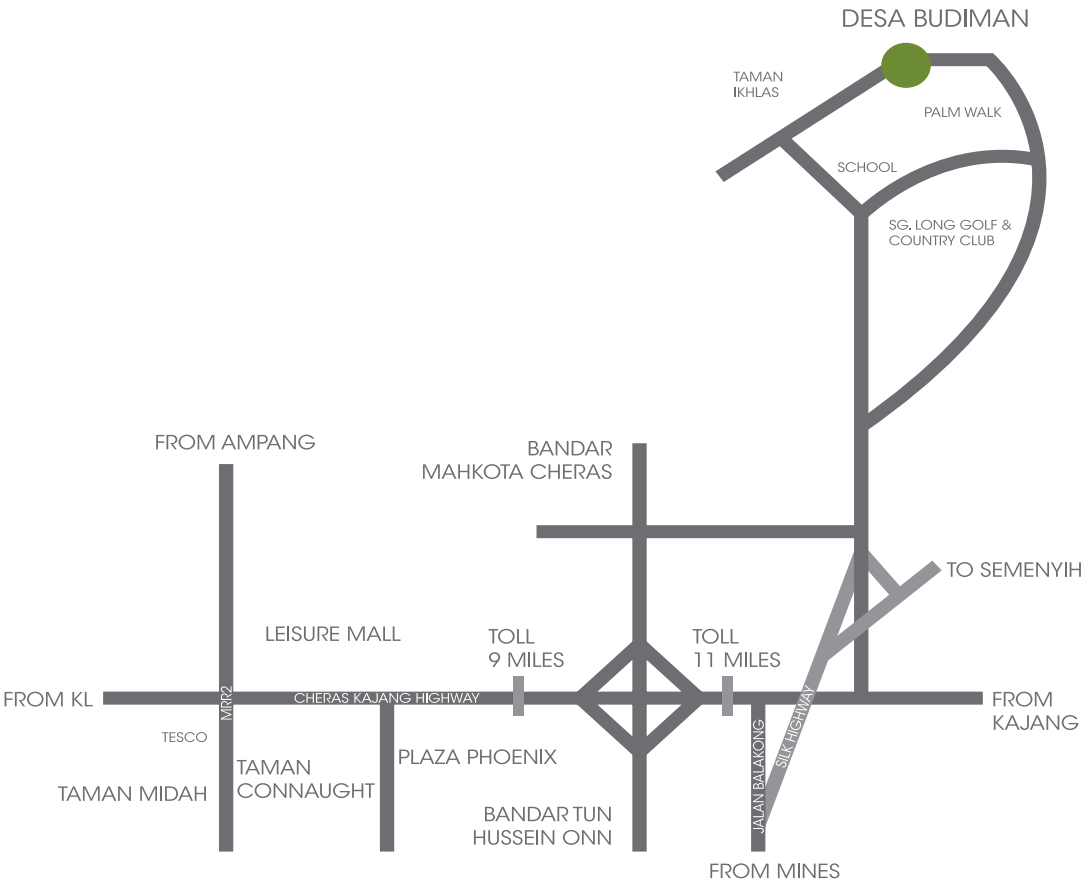 DESA BUDIMAN
TAMAN
IKHLAS
PALM WALK
SCHOOL
SG. LONG GOLF &
COUNTRY CLUB
FROM AMPANG
BANDAR
MAHKOTA CHERAS
TO SEMENYIH
LEISURE MALL
TOLL
9 MILES
TOLL
11 MILES
FROM KL
MRR2
CHERAS KAJANG HIGHWAY
FROM
KAJANG
TESCO
TAMAN MIDAH
TAMAN
CONNAUGHT
PLAZA PHOENIX
BANDAR TUN
HUSSEIN ONN
JALAN BALAKONG
SILK HIGHWAY
FROM MINES